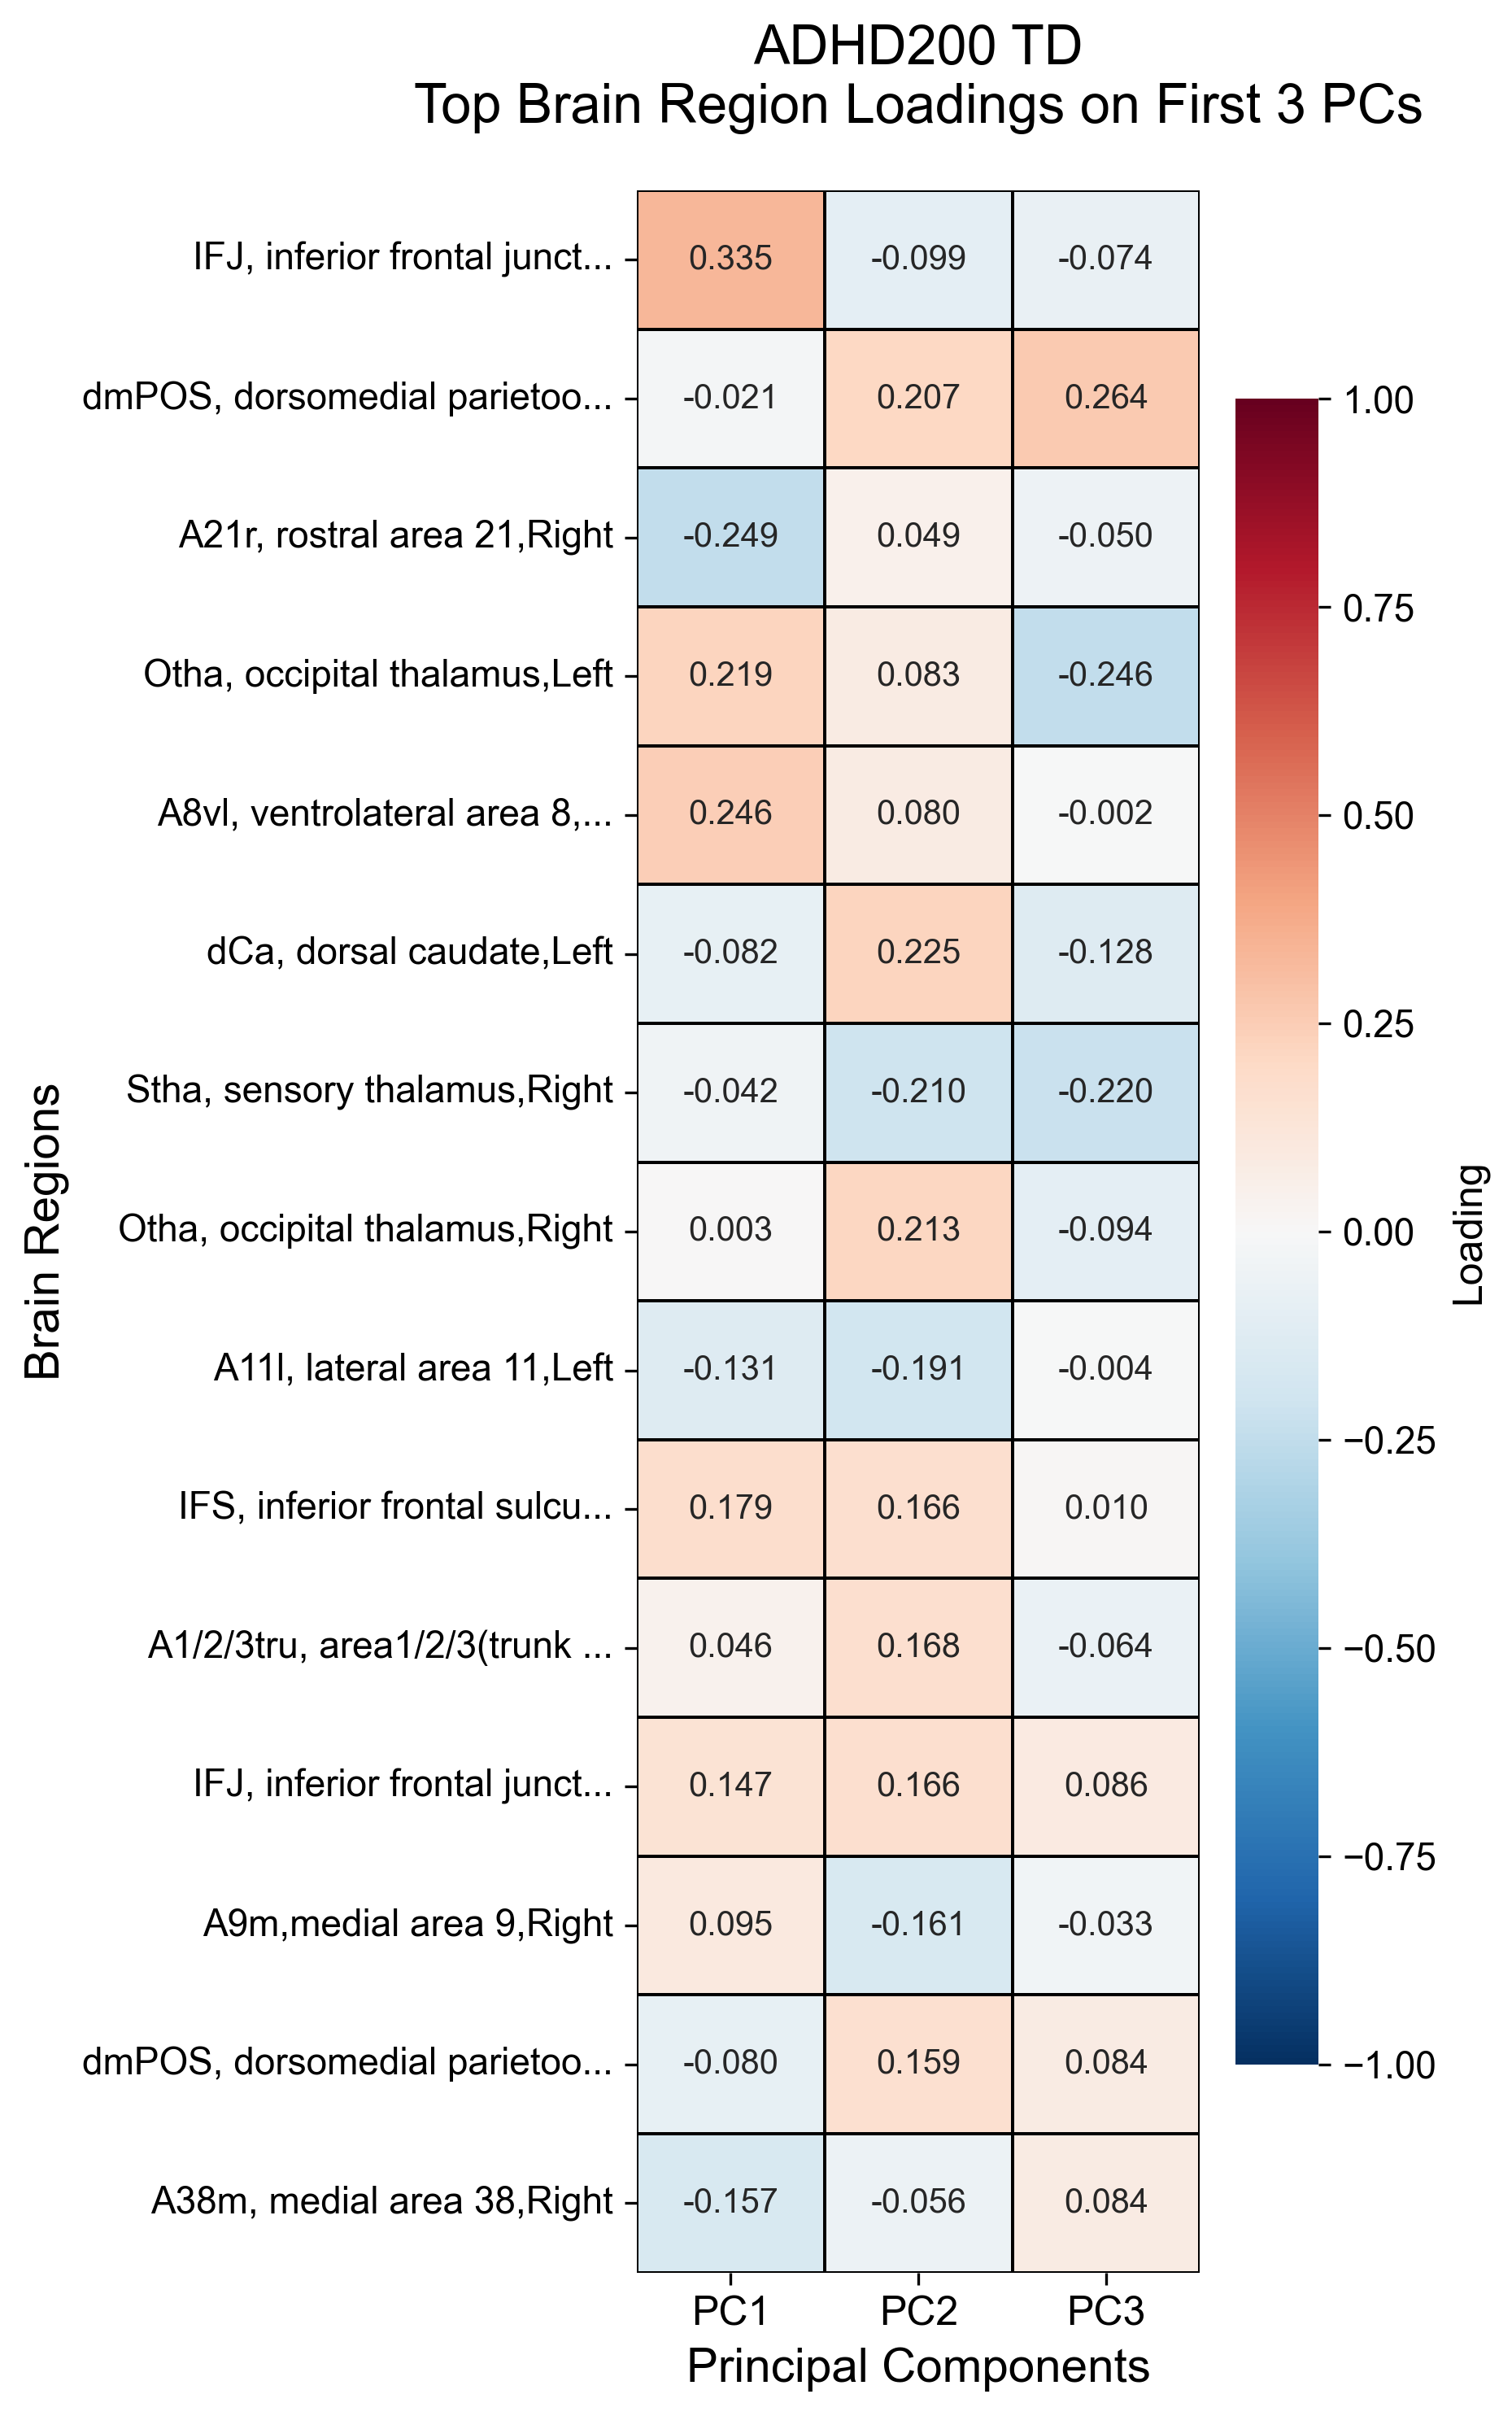 ADHD200 TD
Top Brain Region Loadings on First 3 PCs
IFJ, inferior frontal junct... 0.335 -0.099 -0.074
dmPOS, dorsomedial parietoo... -0.021 0.207 0.264
A21r, rostral area 21,Right -0.249 0.049 -0.050
Otha, occipital thalamus,Left 0.219 0.083 -0.246
A8vl, ventrolateral area 8,... 0.246 0.080 -0.002
dCa, dorsal caudate,Left -0.082 0.225 -0.128
Stha, sensory thalamus,Right -0.042 -0.210 -0.220
Otha, occipital thalamus,Right 0.003 0.213 -0.094
A11l, lateral area 11,Left -0.131 -0.191 -0.004
IFS, inferior frontal sulcu... 0.179 0.166 0.010
A1/2/3tru, area1/2/3(trunk ... 0.046 0.168 -0.064
IFJ, inferior frontal junct... 0.147 0.166 0.086
A9m,medial area 9,Right 0.095 -0.161 -0.033
dmPOS, dorsomedial parietoo... -0.080 0.159 0.084
A38m, medial area 38,Right -0.157 -0.056 0.084
PC1 PC2 PC3
Principal Components
Brain Regions
1.00
0.75
0.50
0.25
0.00
−0.25
−0.50
−0.75
−1.00
Loading